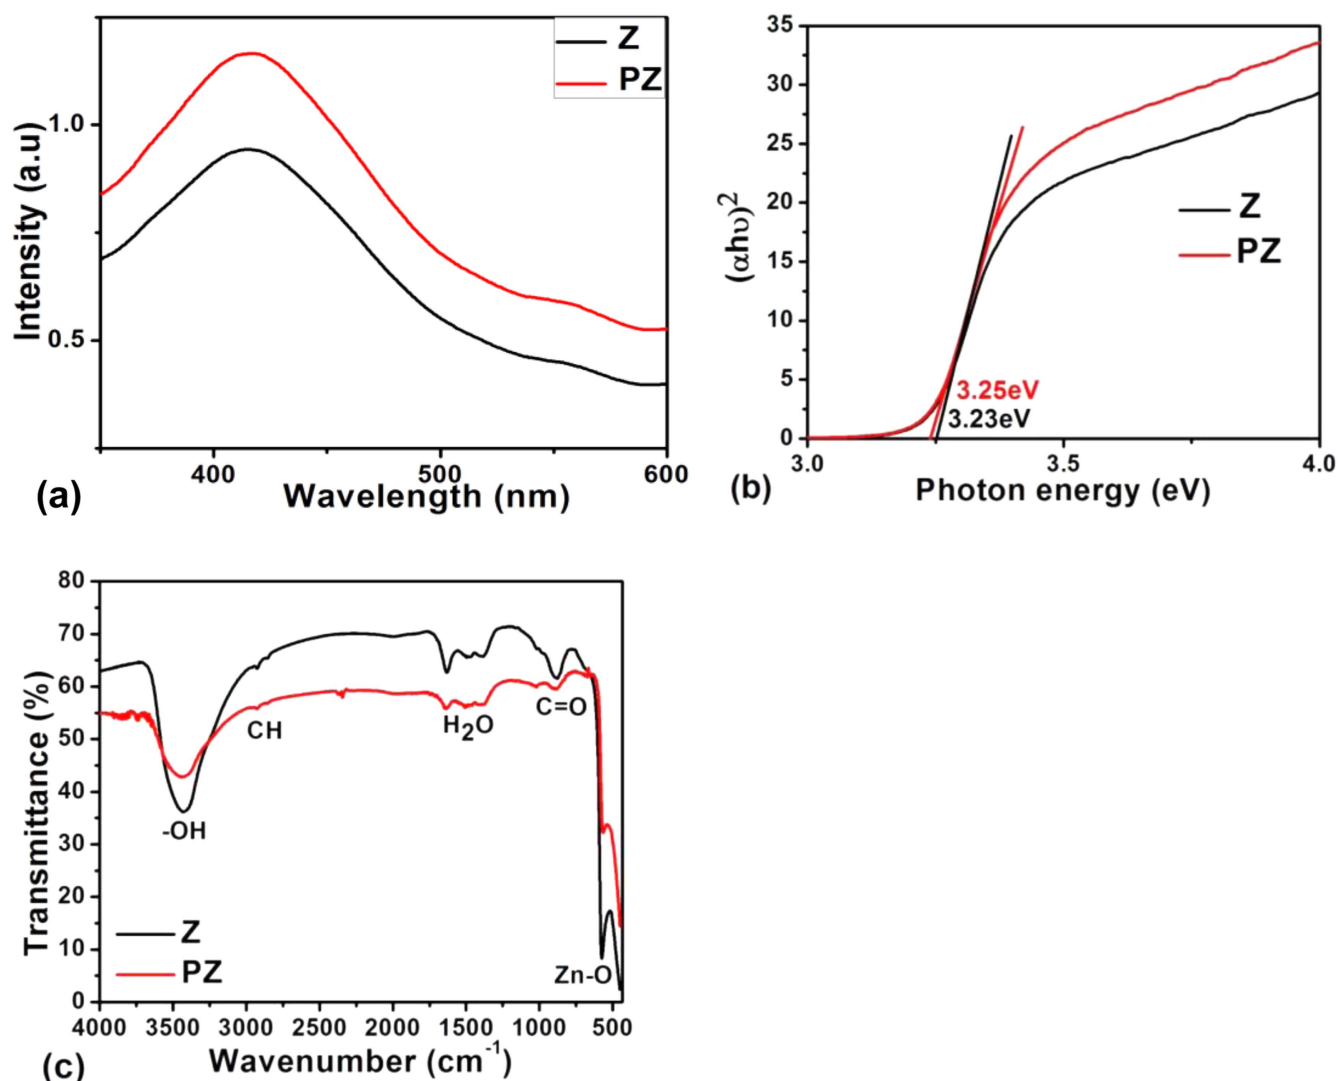 Z
PZ
1.0
0.5
Intensity (a.u)
400
500
600
Wavelength (nm)
(a)
35
30
25
20
15
10
5
0
(αhυ)²
Z
PZ
3.25eV
3.23eV
3.0
3.5
4.0
Photon energy (eV)
(b)
80
70
60
50
40
30
20
10
0
Transmittance (%)
CH
H₂O
C=O
-OH
Z
PZ
Zn-O
4000 3500 3000 2500 2000 1500 1000 500
Wavenumber (cm⁻¹)
(c)